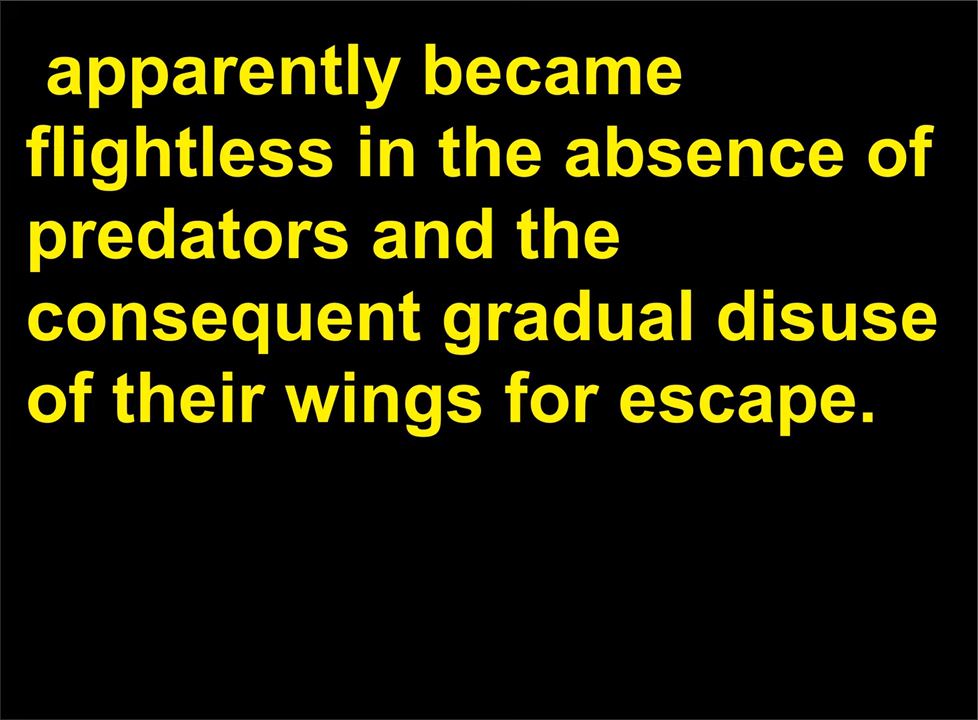 apparently became
flightless in the absence of
predators and the
consequent gradual disuse
of their wings for escape.